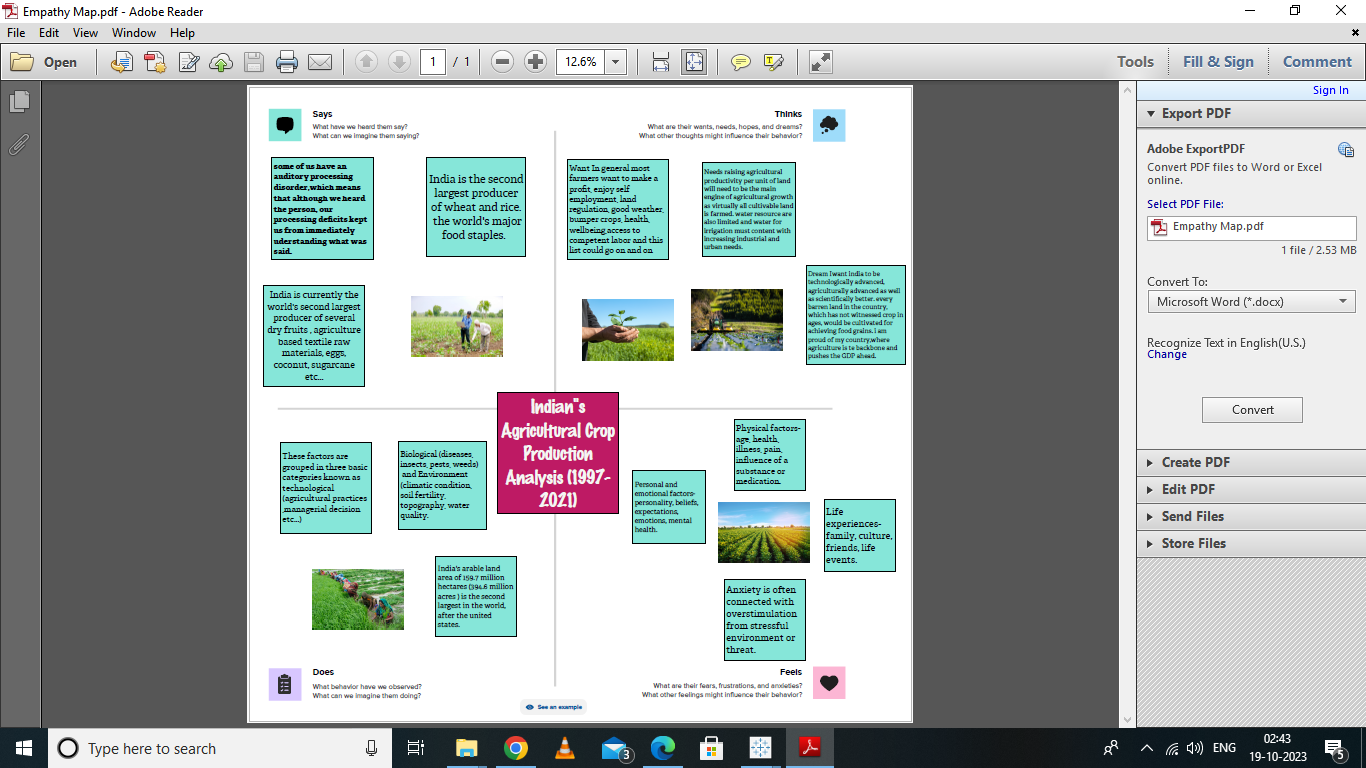 Empathy Map.pdf - Adobe Reader
File Edit View Window Help
Open
1 / 1
12.6%
Tools
Fill & Sign
Comment
Sign In
Says
What have we heard them say?
What can we imagine them saying?
some of us have an
auditory processing
disorder,which means
that although we heard
the person, our
processing deficits kept
us from immediately
understanding what was
said.
India is the second
largest producer
of wheat and rice.
the world's major
food staples.
India is currently the
world's second largest
producer of several
dry fruits , agriculture
based textile raw
materials, eggs,
coconut, sugarcane
etc...
Thinks
What are their wants, needs, hopes, and dreams?
What other thoughts might influence their behavior?
Want In general most
farmers want to make a
profit, enjoy self
employment, land
regulation, good weather,
bumper crops, health,
wellbeing access to
competent labor and this
list could go on and on
Needs raising agricultural
productivity per unit of land
will need to be the main
engine of agricultural growth
as virtually all cultivable land
is farmed. water resource are
also limited and water for
irrigation must content with
increasing industrial and
urban needs.
Dream I want india to be
technologically advanced,
agriculturally advanced as well
as scientifically better. every
barren land in the country,
which has not witnessed crop in
ages, would be cultivated for
achieving food grains. i am
proud of my country,where
agriculture is te backbone and
pushes the GDP ahead.
Indian"s
Agricultural Crop
Production
Analysis (1997-
2021)
These factors are
grouped in three basic
categories known as
technological
(agricultural practices
,managerial decision
etc...)
Biological (diseases,
insects, pests, weeds)
and Environment
(climatic condition,
soil fertility,
topography, water
quality.
India's arable land
area of 159.7 million
hectares (394.6 million
acres ) is the second
largest in the world,
after the united
states.
Does
What behavior have we observed?
What can we imagine them doing?
Physical factors-
age, health,
illness, pain,
influence of a
substance or
medication.
Personal and
emotional factors-
personality, beliefs,
expectations,
emotions, mental
health.
Life
experiences-
family, culture,
friends, life
events.
Anxiety is often
connected with
overstimulation
from stressful
environment or
threat.
Feels
What are their fears, frustrations, and anxieties?
What other feelings might influence their behavior?
See an example
Export PDF
Adobe ExportPDF
Convert PDF files to Word or Excel
online.
Select PDF File:
Empathy Map.pdf
1 file / 2.53 MB
Convert To:
Microsoft Word (*.docx)
Recognize Text in English(U.S.)
Change
Convert
Create PDF
Edit PDF
Send Files
Store Files
Type here to search
3
ENG
02:43
19-10-2023
5